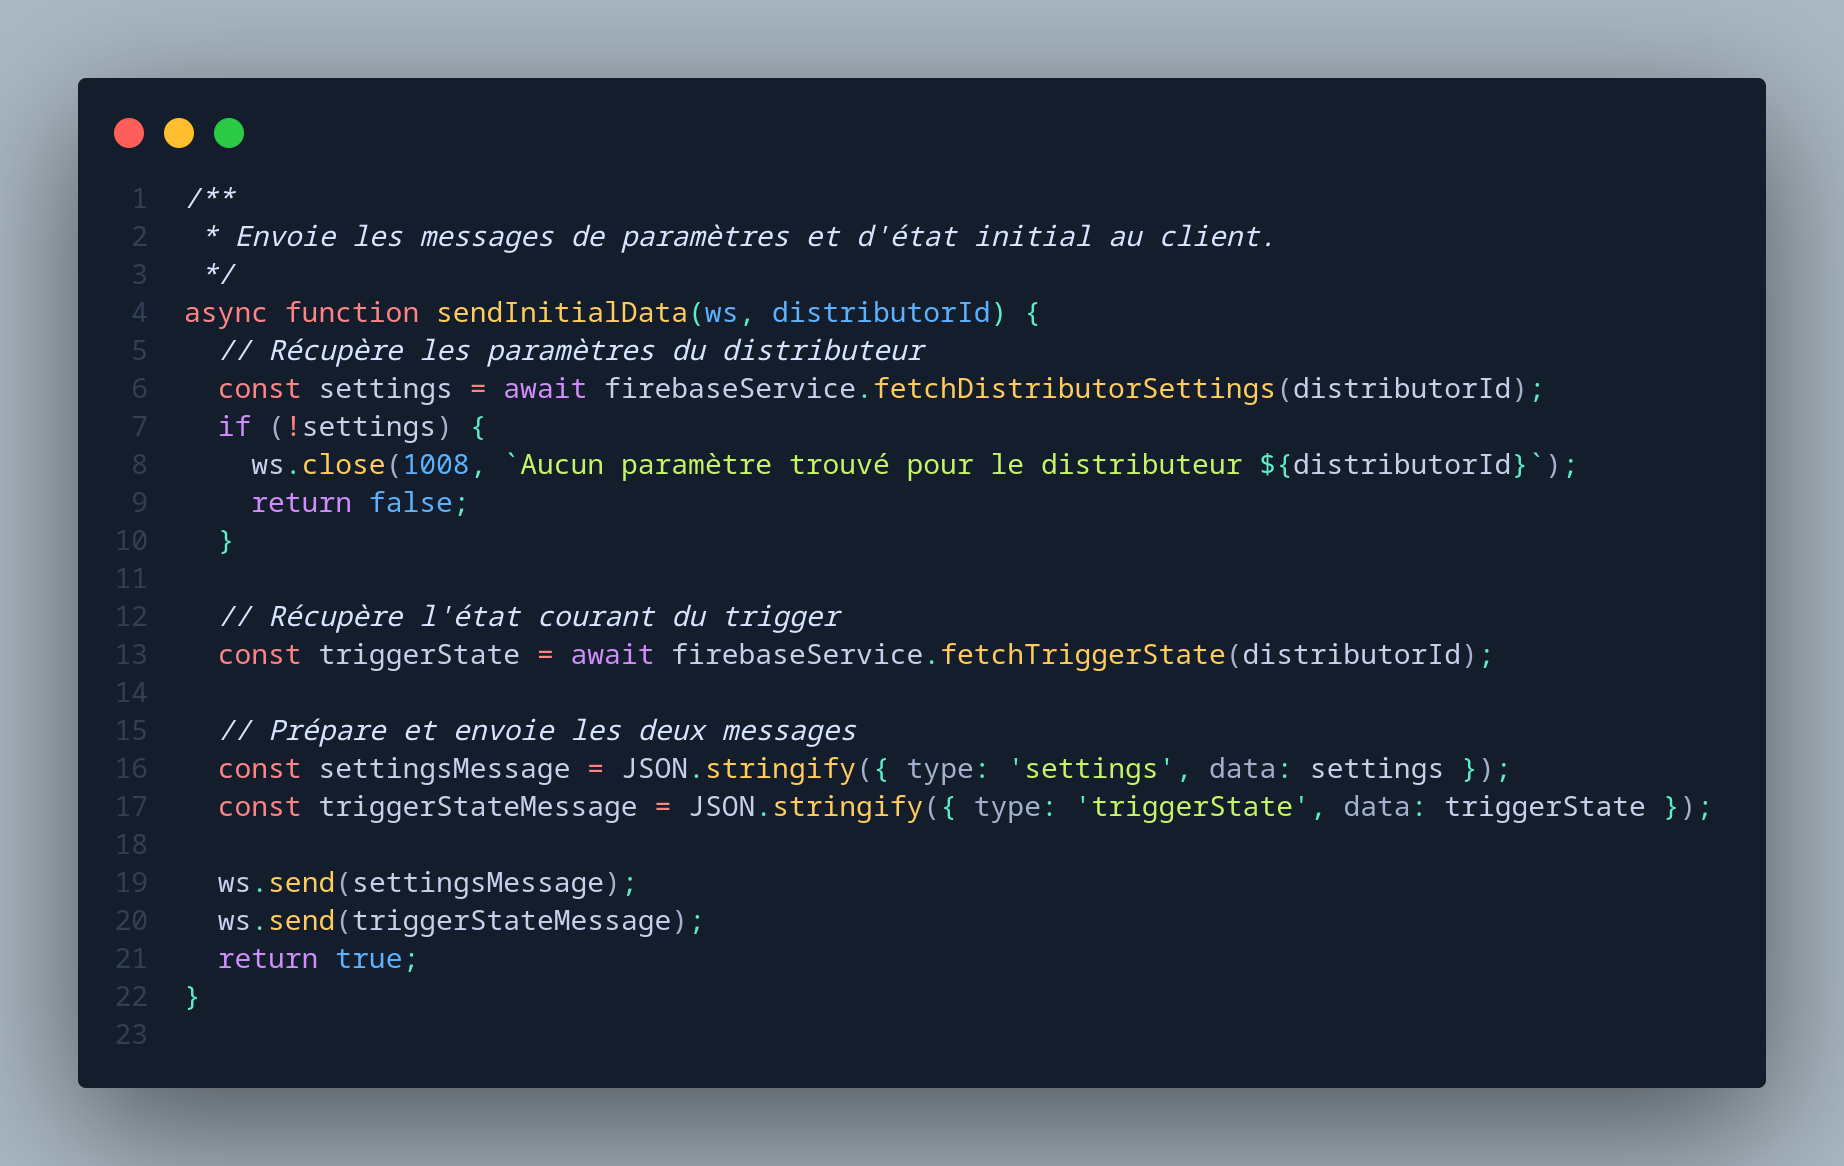 1 /**
2  * Envoie les messages de paramètres et d'état initial au client.
3  */
4 async function sendInitialData(ws, distributorId) {
5   // Récupère les paramètres du distributeur
6   const settings = await firebaseService.fetchDistributorSettings(distributorId);
7   if (!settings) {
8     ws.close(1008, `Aucun paramètre trouvé pour le distributeur ${distributorId}`);
9     return false;
10   }
11
12   // Récupère l'état courant du trigger
13   const triggerState = await firebaseService.fetchTriggerState(distributorId);
14
15   // Prépare et envoie les deux messages
16   const settingsMessage = JSON.stringify({ type: 'settings', data: settings });
17   const triggerStateMessage = JSON.stringify({ type: 'triggerState', data: triggerState });
18
19   ws.send(settingsMessage);
20   ws.send(triggerStateMessage);
21   return true;
22 }
23